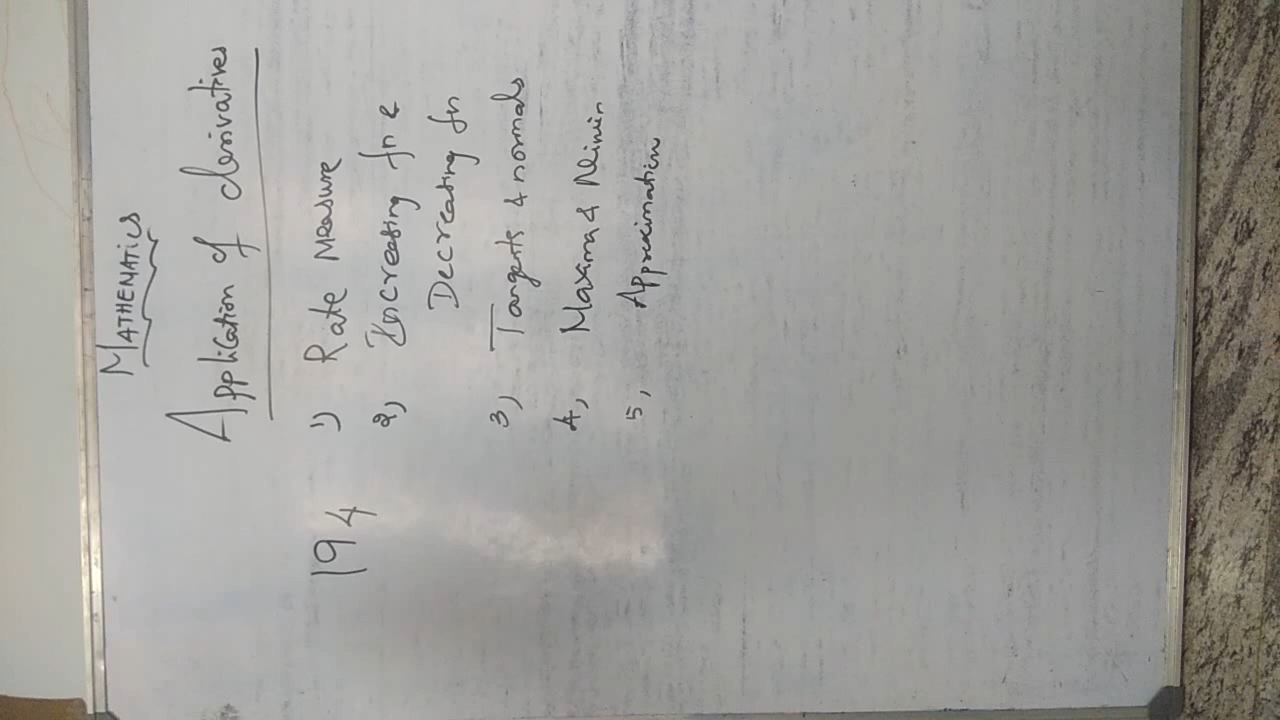 MATHEMATICS
Application of derivatives
194 1) Rate Measure
2) Increasing fn &
Decreasing fn
3) Tangents & normals
4, Maxima &
5, Approximation